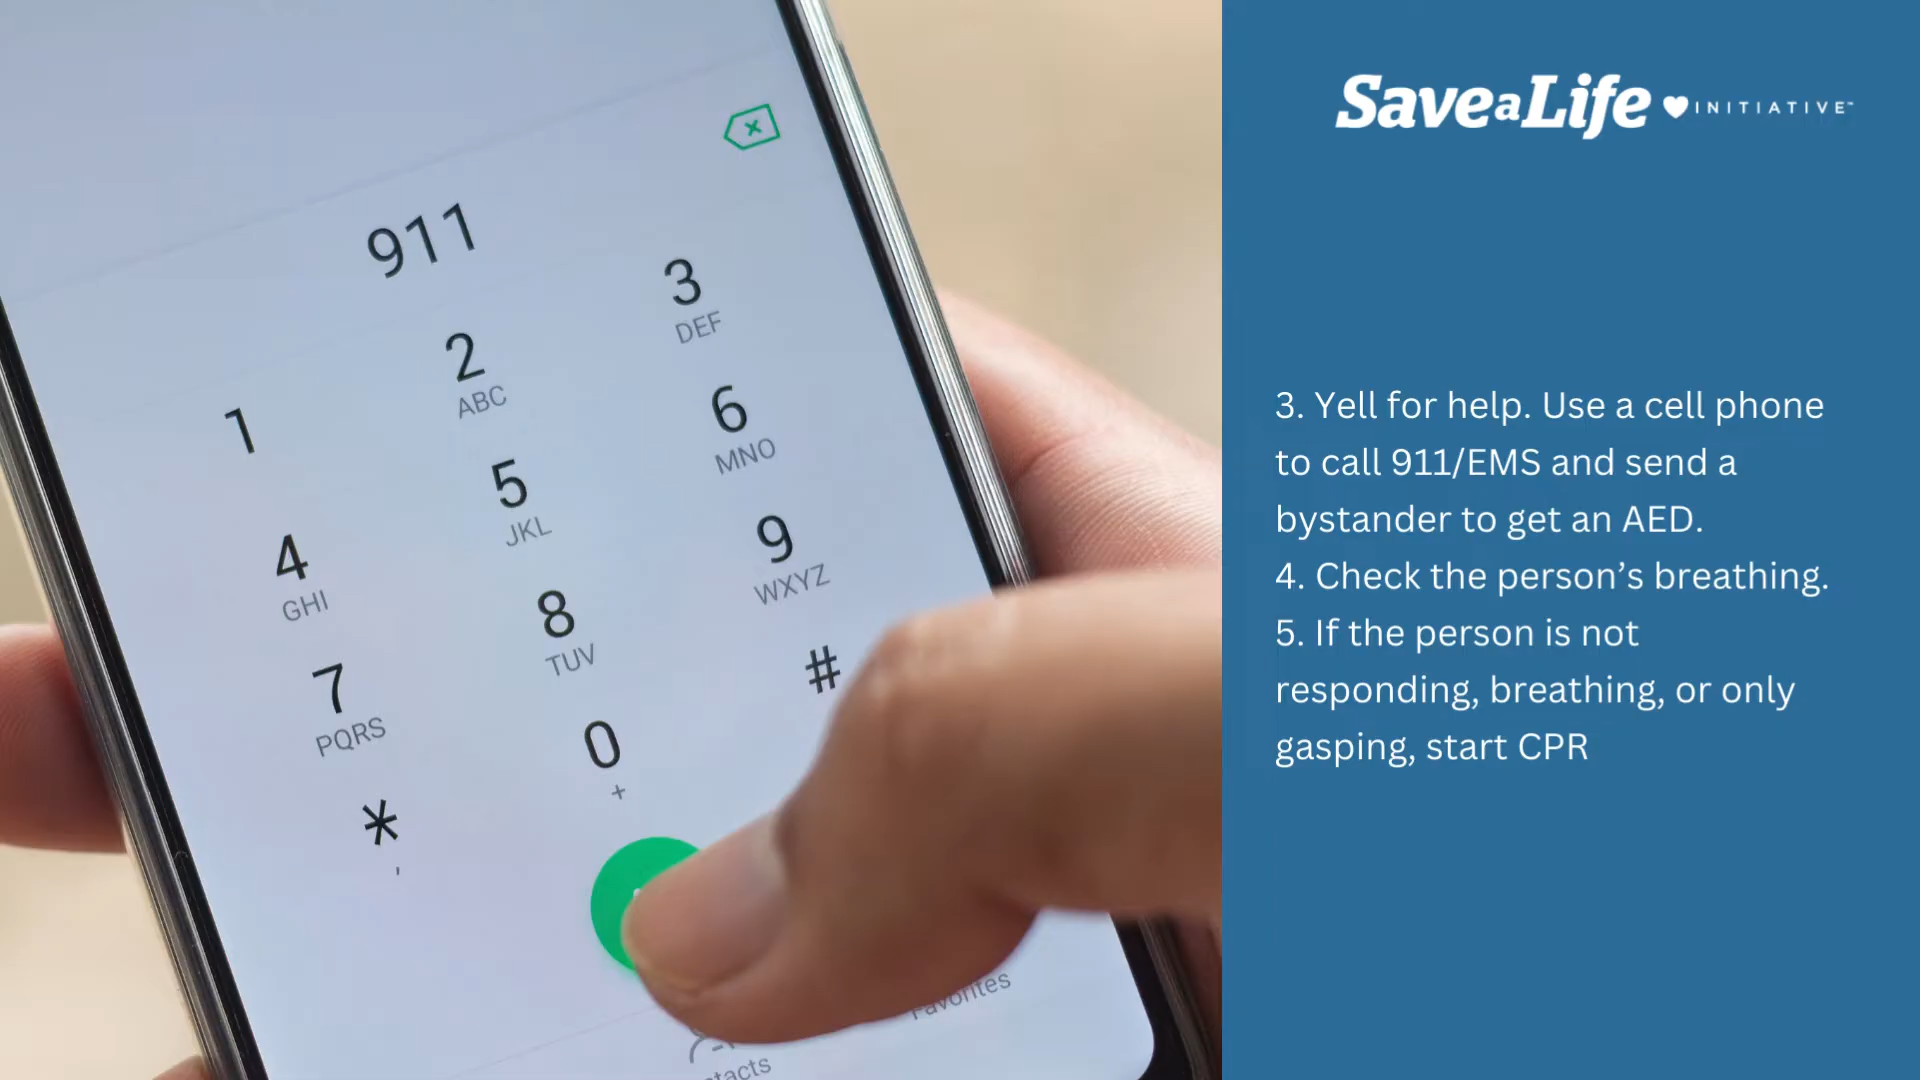 911
1
2
ABC
3
DEF
4
GHI
5
JKL
6
MNO
7
PQRS
8
TUV
9
WXYZ
*
,
0
+
#
Favorites
SaveaLife INITIATIVE™
3. Yell for help. Use a cell phone
to call 911/EMS and send a
bystander to get an AED.
4. Check the person’s breathing.
5. If the person is not
responding, breathing, or only
gasping, start CPR